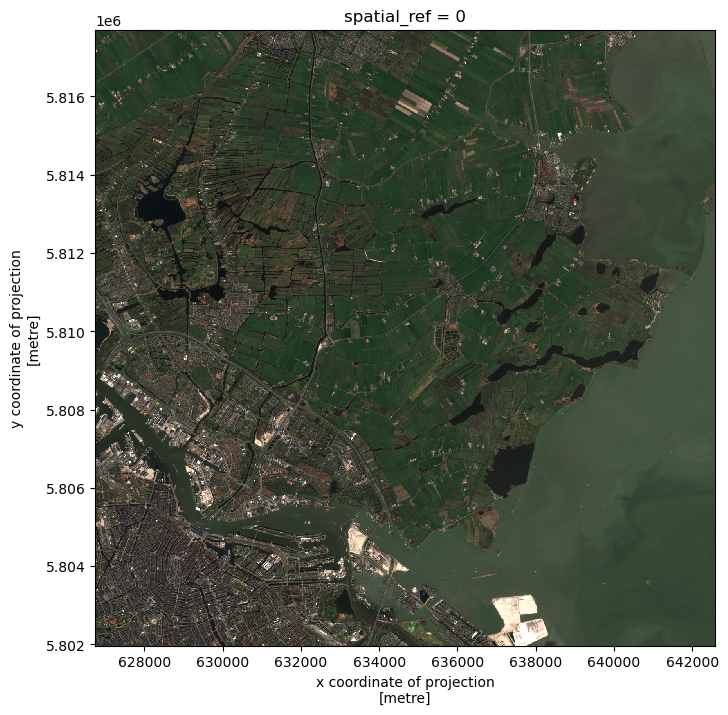 spatial_ref = 0
1e6
5.816
5.814
5.812
5.810
5.808
5.806
5.804
5.802
y coordinate of projection
[metre]
628000 630000 632000 634000 636000 638000 640000 642000
x coordinate of projection
[metre]